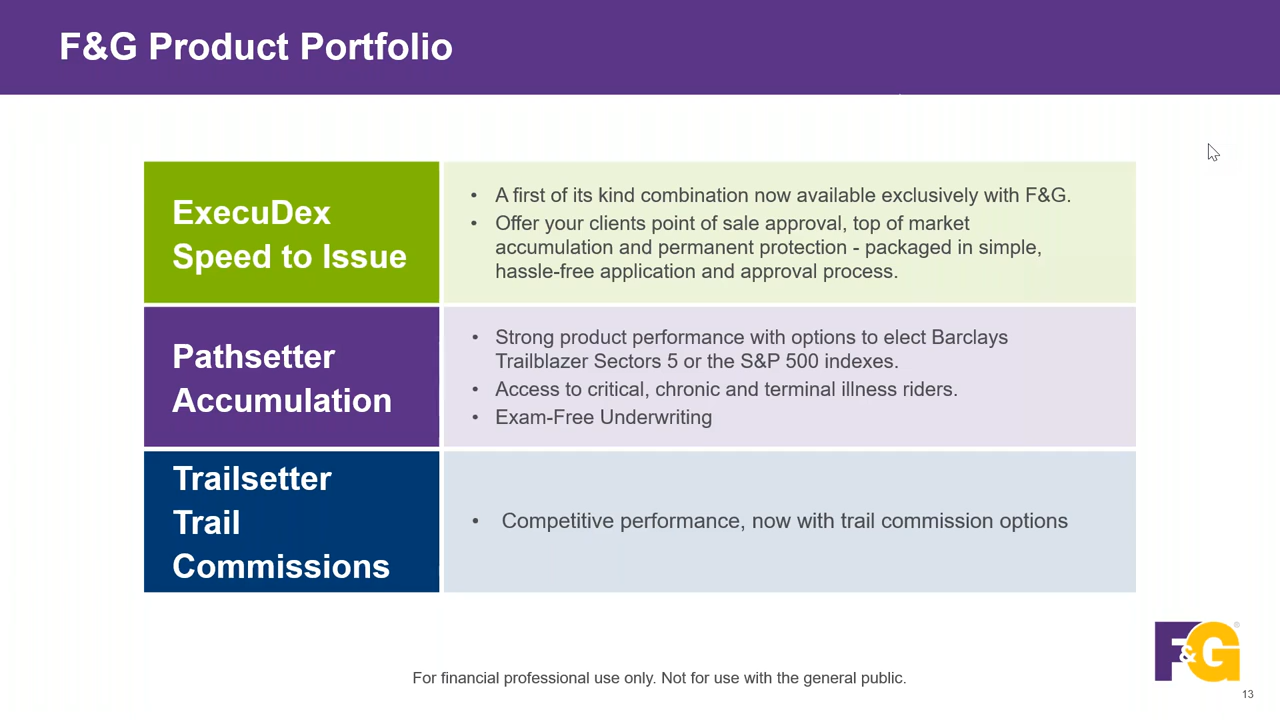 F&G Product Portfolio
ExecuDex
Speed to Issue
• A first of its kind combination now available exclusively with F&G.
• Offer your clients point of sale approval, top of market
accumulation and permanent protection - packaged in simple,
hassle-free application and approval process.
Pathsetter
Accumulation
• Strong product performance with options to elect Barclays
Trailblazer Sectors 5 or the S&P 500 indexes.
• Access to critical, chronic and terminal illness riders.
• Exam-Free Underwriting
Trailsetter
Trail
Commissions
• Competitive performance, now with trail commission options
F&G®
For financial professional use only. Not for use with the general public.
13